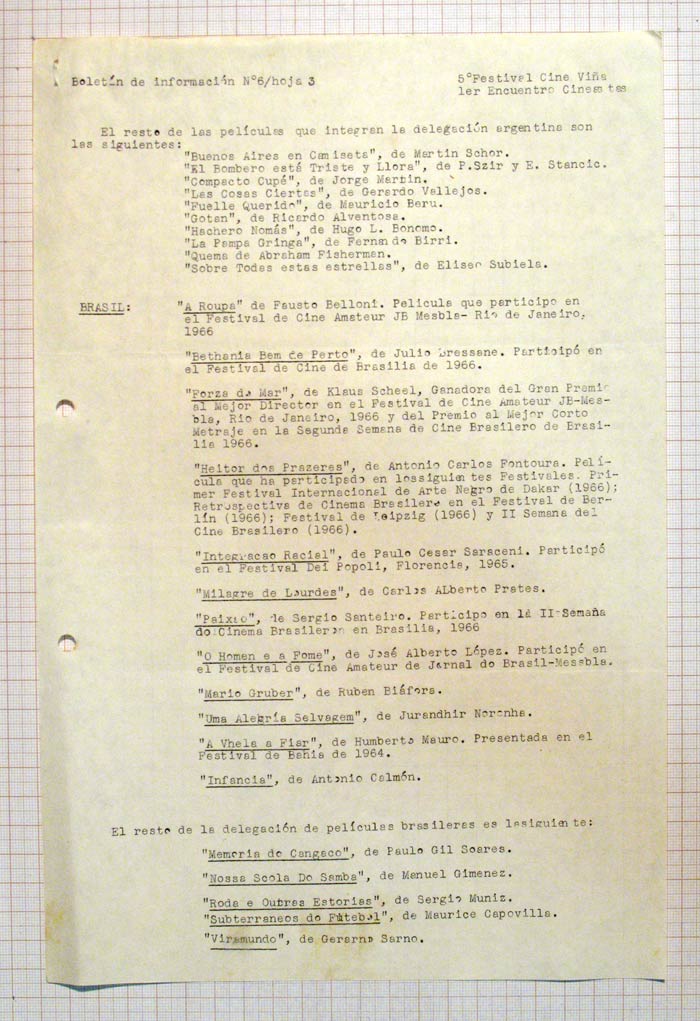 Boletín de información Nº6/hoja 3
5ºFestival Cine Viña
1er Encuentro Cineastas
El resto de las películas que integran la delegación argentina son
las siguientes:
"Buenos Aires en Camiseta", de Martin Schor.
"El Bombero está Triste y Llora", de P.Szir y E. Stancic.
"Compacto Cupé", de Jorge Martin.
"Las Cosas Ciertas", de Gerardo Vallejos.
"Fuelle Querido", de Mauricio Beru.
"Gotan", de Ricardo Alventosa.
"Hachero Nomás", de Hugo L. Bonomo.
"La Pampa Gringa", de Fernando Birri.
"Quema de Abraham Fisherman.
"Sobre Todas estas estrellas", de Eliseo Subiela.
BRASIL:
"A Roupa" de Fausto Belloni. Película que participo en
el Festival de Cine Amateur JB Mesbla- Rio de Janeiro,
1966
"Bethania Bem de Perto", de Julio Bressane. Participó en
el Festival de Cine de Brasilia de 1966.
"Forza do Mar", de Klaus Scheel, Ganadora del Gran Premio
al Mejor Director en el Festival de Cine Amateur JB-Mes-
bla, Rio de Janeiro, 1966 y del Premio al Mejor Corto
Metraje en la Segunda Semana de Cine Brasilero de Brasi-
lia 1966.
"Heitor dos Prazeres", de Antonio Carlos Fontoura. Pelí-
cula que ha participado en lossiguientes Festivales. Pri-
mer Festival Internacional de Arte Negro de Dakar (1966);
Retrospectiva de Cinema Brasilero en el Festival de Ber-
lín (1966); Festival de Leipzig (1966) y II Semana del
Cine Brasilero (1966).
"Integracao Racial", de Paulo Cesar Saraceni. Participó
en el Festival Dei Popoli, Florencia, 1965.
"Milagre de Lourdes", de Carlos ALberto Prates.
"Paixao", de Sergio Santeiro. Participo en la II-Semaña
do Cinema Brasileroo en Brasilia, 1966
"O Homen e a Fome", de José Alberto López. Participó en
el Festival de Cine Amateur de Jornal do Brasil-Mesabla.
"Mario Gruber", de Ruben Biáfora.
"Uma Alegría Selvagem", de Jurandhir Noronha.
"A Vhela a Fiar", de Humberto Mauro. Presentada en el
Festival de Bahia de 1964.
"Infancia", de Antonio Calmón.
El resto de la delegación de películas brasileras es lasiguiente:
"Memoria do Cangaco", de Paulo Gil Soares.
"Nossa Scola Do Samba", de Manuel Gimenez.
"Roda e Outras Estorias", de Sergio Muniz.
"Subterraneos do Fútebol", de Maurice Capovilla.
"Viramundo", de Gerarno Sarno.